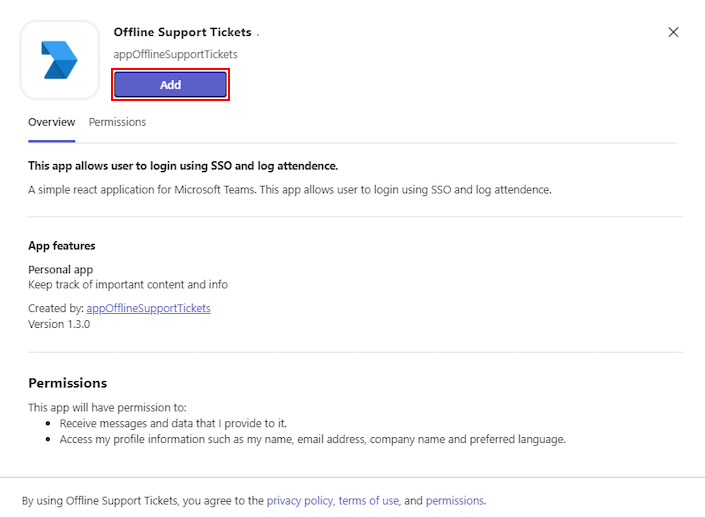 Offline Support Tickets .
appOfflineSupportTickets
Add
Overview Permissions
This app allows user to login using SSO and log attendence.
A simple react application for Microsoft Teams. This app allows user to login using SSO and log attendence.
App features
Personal app
Keep track of important content and info
Created by: appOfflineSupportTickets
Version 1.3.0
Permissions
This app will have permission to:
• Receive messages and data that I provide to it.
• Access my profile information such as my name, email address, company name and preferred language.
By using Offline Support Tickets, you agree to the privacy policy, terms of use, and permissions.